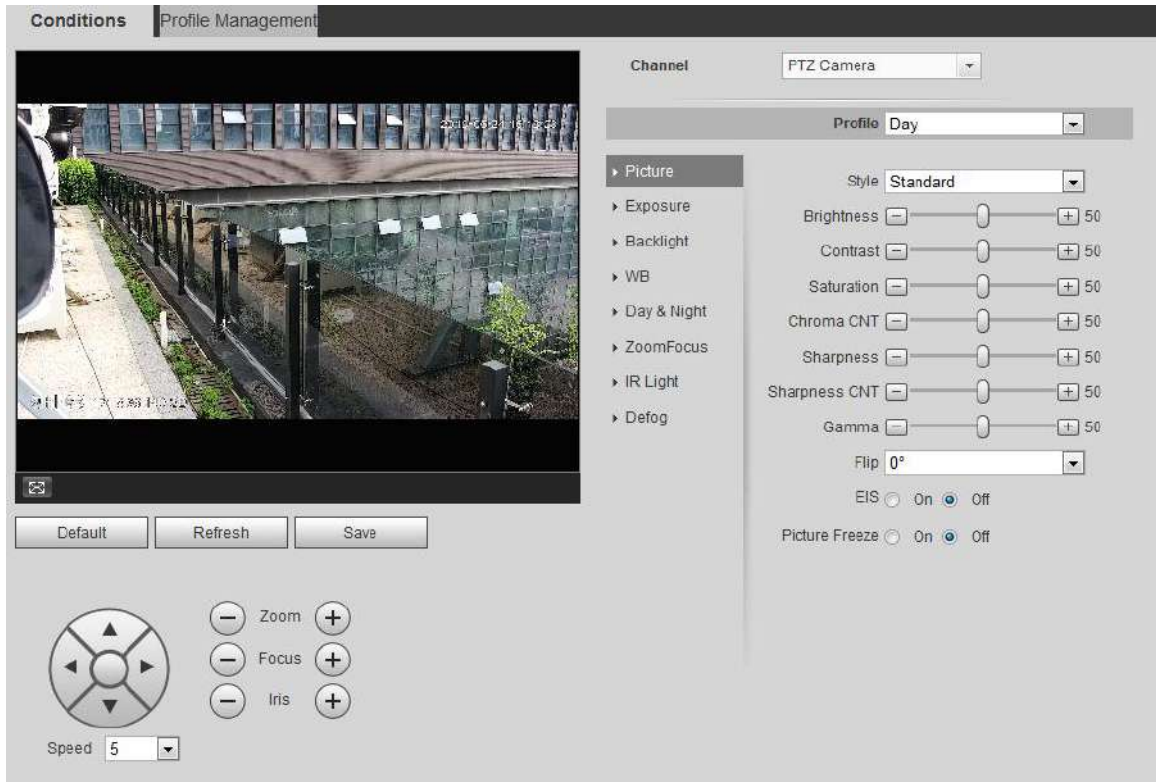 Conditions
Profile Management
Channel
PTZ Camera
Profile
Day
Picture
Exposure
Backlight
WB
Day & Night
ZoomFocus
IR Light
Defog
Style
Standard
Brightness
50
Contrast
50
Saturation
50
Chroma CNT
50
Sharpness
50
Sharpness CNT
50
Gamma
50
Flip
0°
EIS On Off
Picture Freeze On Off
Default
Refresh
Save
Zoom
Focus
Iris
Speed
5